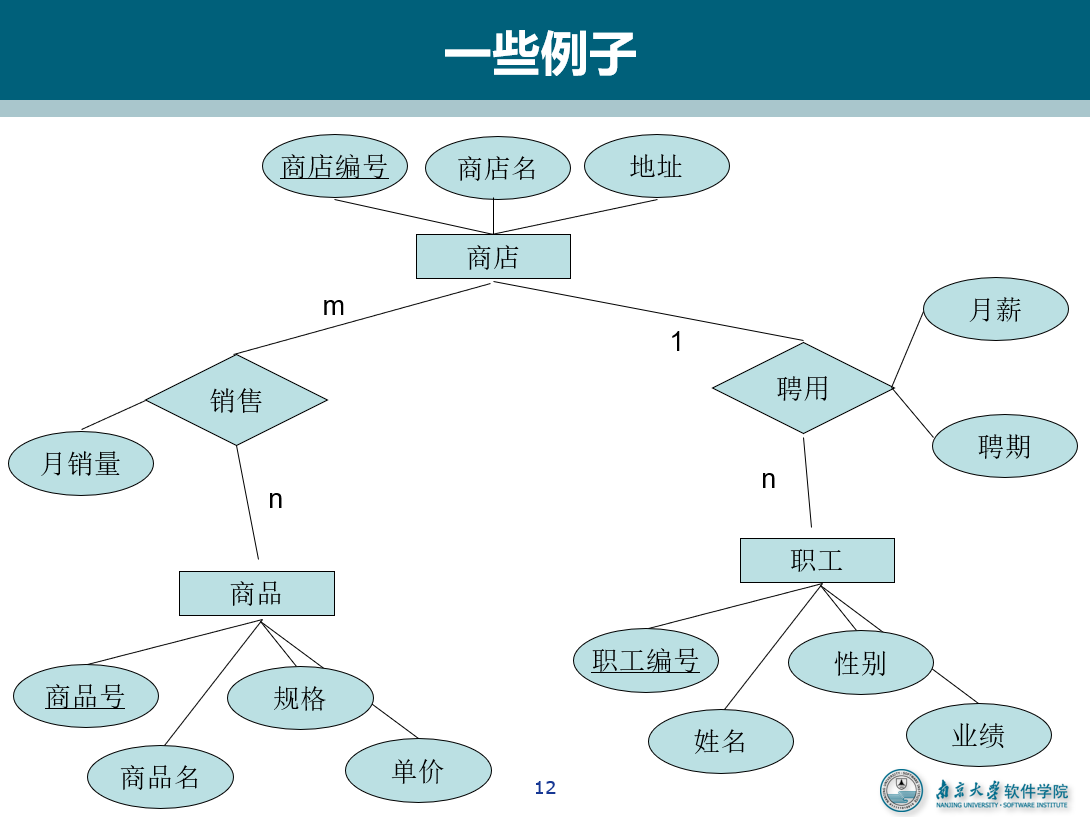 一些例子
商店编号
商店名
地址
商店
m
1
月薪
销售
聘用
聘期
月销量
n
n
商品
职工
商品号
规格
职工编号
性别
商品名
单价
姓名
业绩
12
南京大学软件学院
NANJING UNIVERSITY · SOFTWARE INSTITUTE